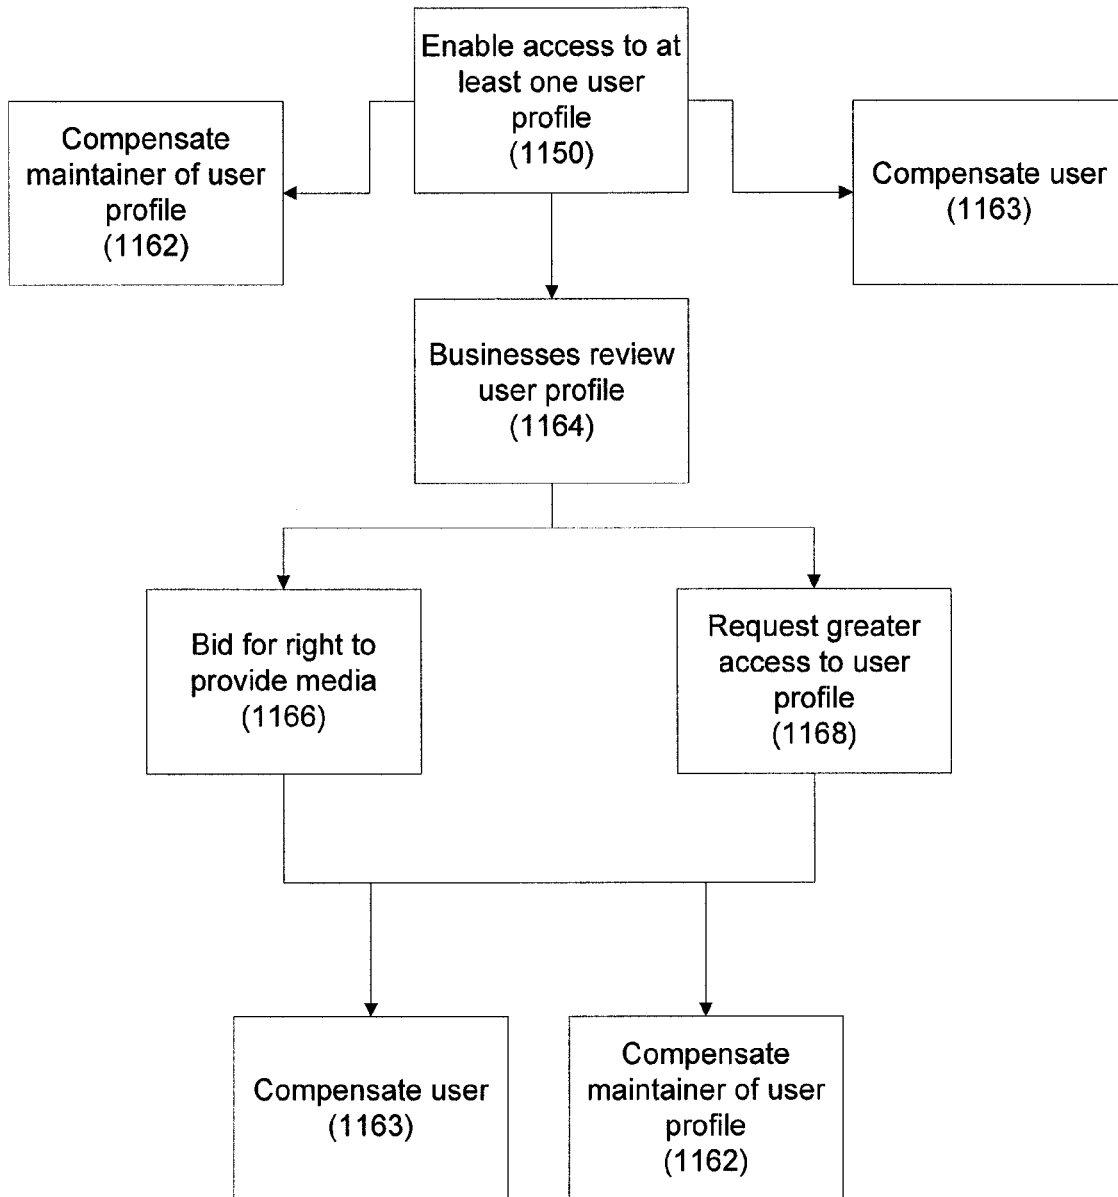 Enable access to at
least one user
profile
(1150)
Compensate
maintainer of user
profile
(1162)
Compensate user
(1163)
Businesses review
user profile
(1164)
Bid for right to
provide media
(1166)
Request greater
access to user
profile
(1168)
Compensate user
(1163)
Compensate
maintainer of user
profile
(1162)